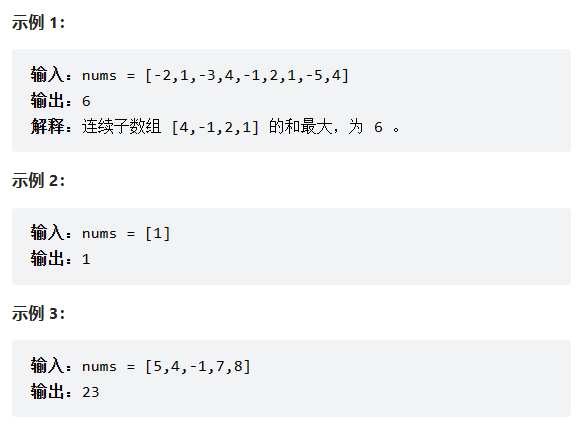 示例 1：
输入：nums = [-2,1,-3,4,-1,2,1,-5,4]
输出：6
解释：连续子数组 [4,-1,2,1] 的和最大，为 6 。
示例 2：
输入：nums = [1]
输出：1
示例 3：
输入：nums = [5,4,-1,7,8]
输出：23